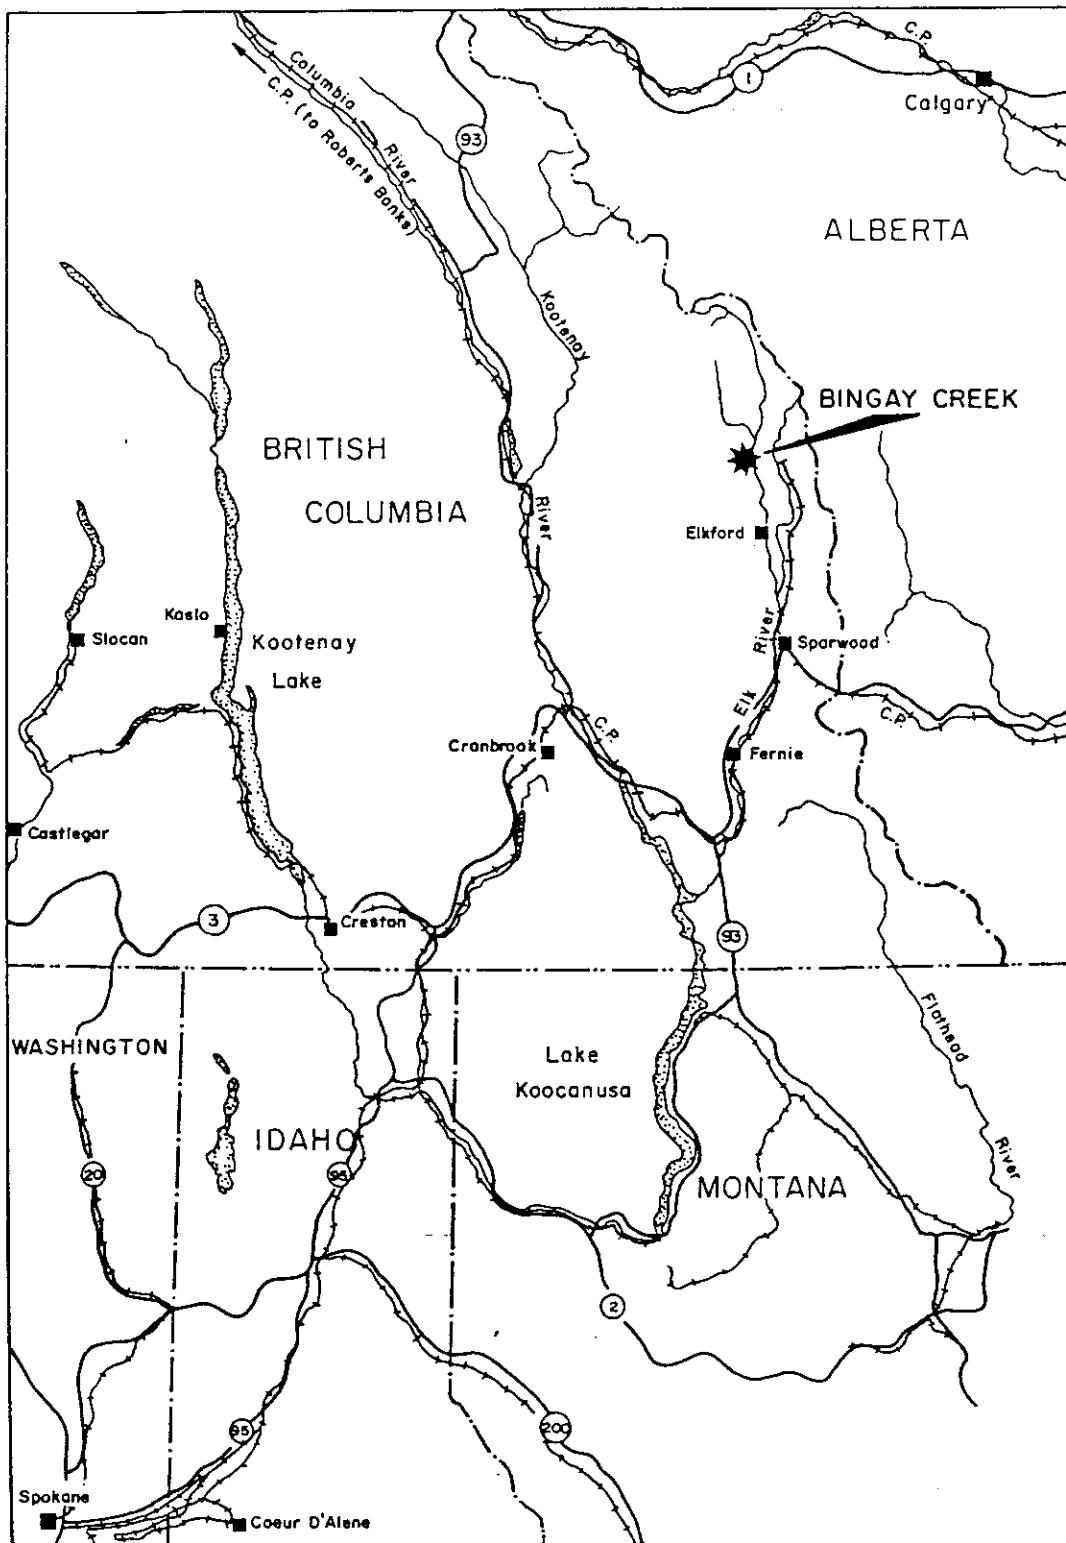 Columbia River
C.P. (to Roberts Banks)
93
C.P.
1
Calgary
ALBERTA
Kootenay
River
BINGAY CREEK
BRITISH
COLUMBIA
Elkford
Kaslo
Slocan
Kootenay
Lake
Elk River
Sparwood
C.P.
C.P.
Cranbrook
Fernie
Castlegar
3
Creston
93
Flathead
River
WASHINGTON
Lake
Koocanusa
IDAHO
20
95
MONTANA
2
95
200
Spokane
Coeur D'Alene